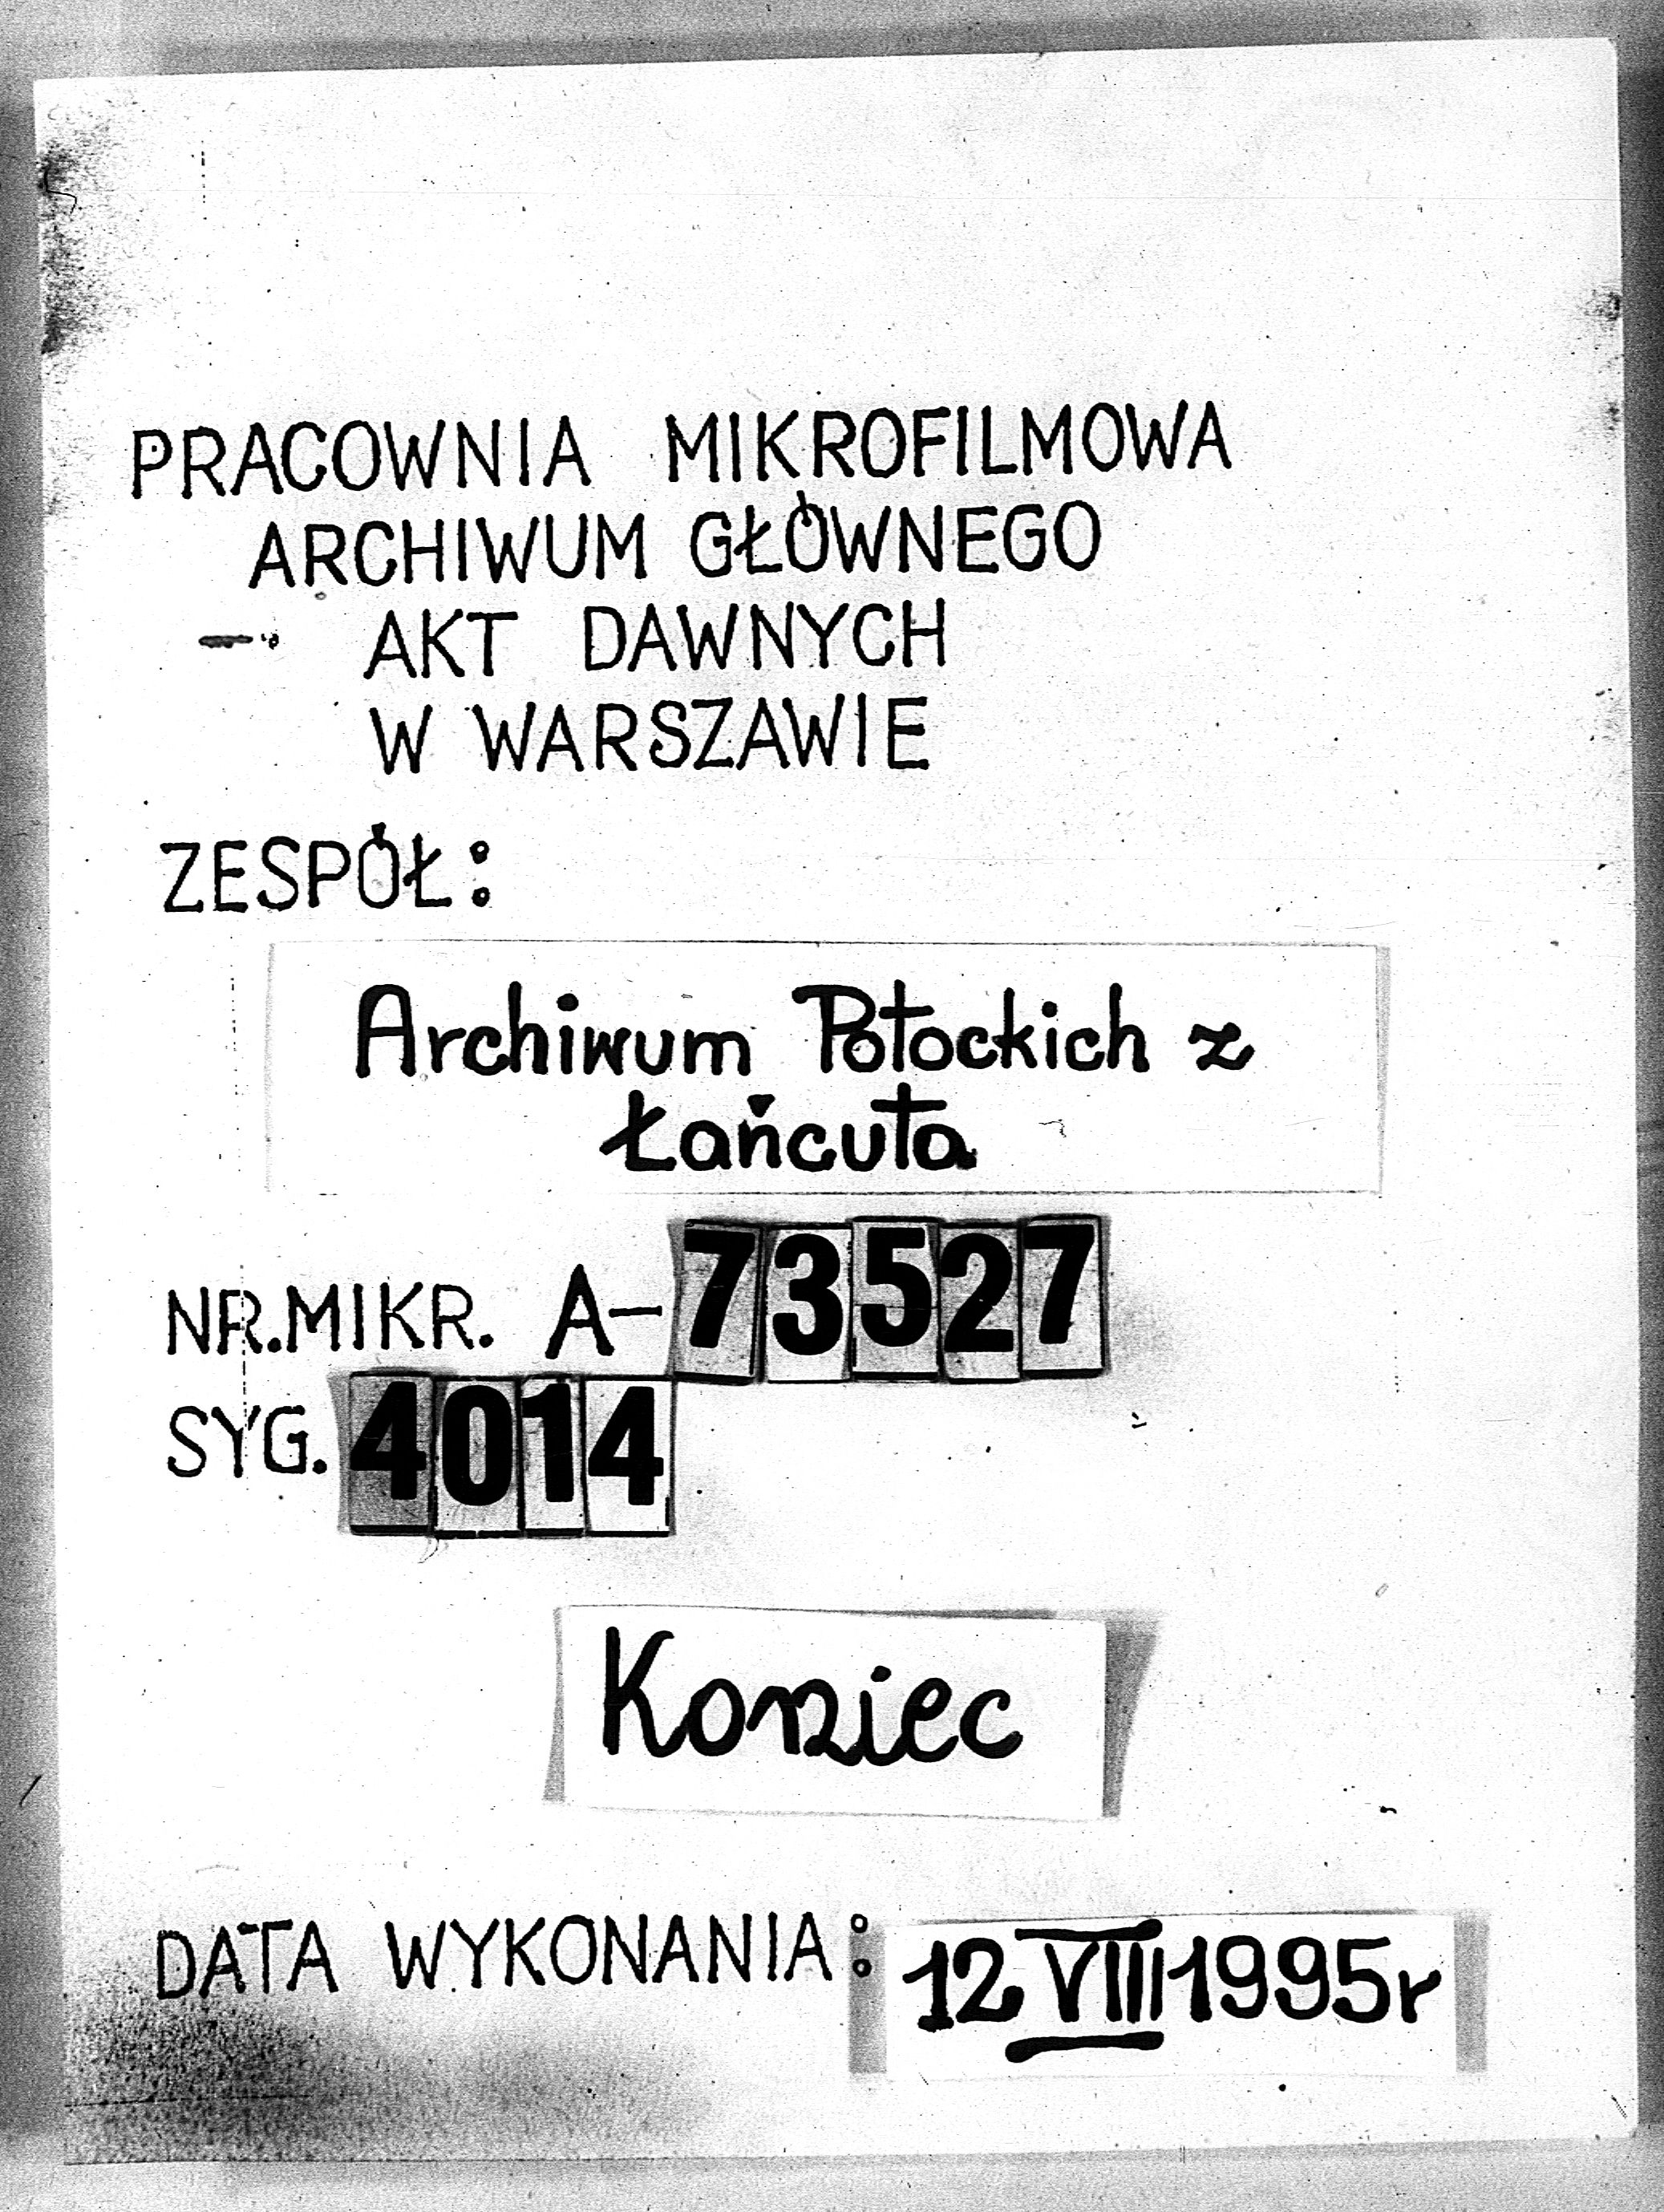 PRACOWNIA MIKROFILMOWA
ARCHIWUM GŁÓWNEGO
AKT DAWNYCH
W WARSZAWIE
ZESPÓŁ:
Archiwum Potockich z
Łańcuta
NR.MIKR. A-73527
SYG. 4014
Koniec
DATA WYKONANIA: 12 VIII 1995r